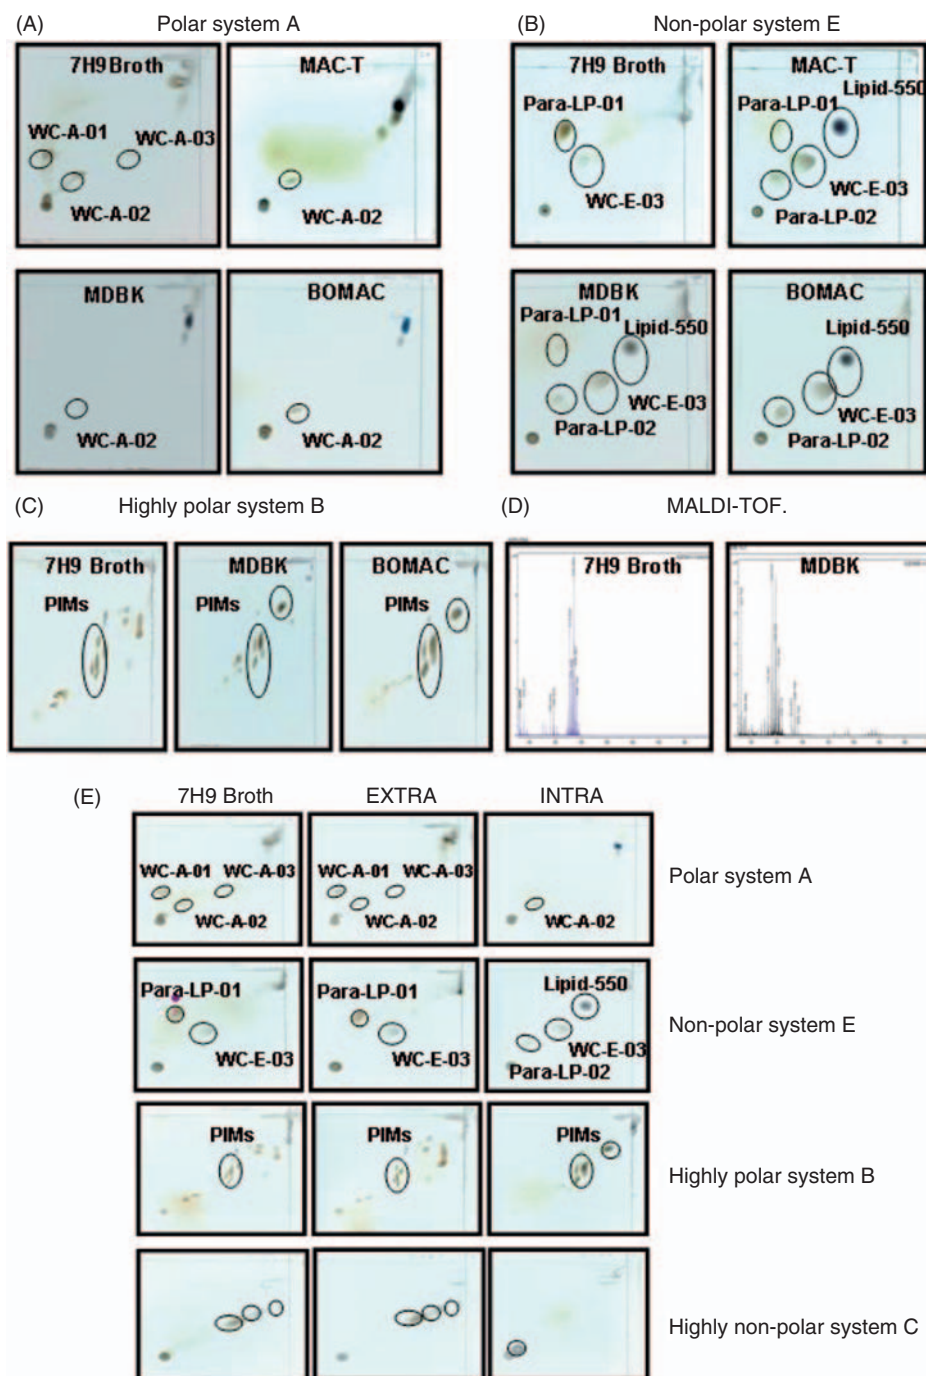 (A) Polar system A
7H9 Broth
WC-A-01
WC-A-03
WC-A-02
MAC-T
WC-A-02
MDBK
WC-A-02
BOMAC
WC-A-02
(B) Non-polar system E
7H9 Broth
Para-LP-01
WC-E-03
MAC-T
Lipid-550
Para-LP-01
WC-E-03
Para-LP-02
MDBK
Para-LP-01
Lipid-550
WC-E-03
Para-LP-02
BOMAC
Lipid-550
WC-E-03
Para-LP-02
(C) Highly polar system B
7H9 Broth
PIMs
MDBK
PIMs
BOMAC
PIMs
(D) MALDI-TOF.
7H9 Broth
MDBK
(E) 7H9 Broth EXTRA INTRA
WC-A-01 WC-A-03
WC-A-02
WC-A-01 WC-A-03
WC-A-02
WC-A-02
Polar system A
Para-LP-01
WC-E-03
Para-LP-01
WC-E-03
Lipid-550
WC-E-03
Para-LP-02
Non-polar system E
PIMs
PIMs
PIMs
Highly polar system B
Highly non-polar system C